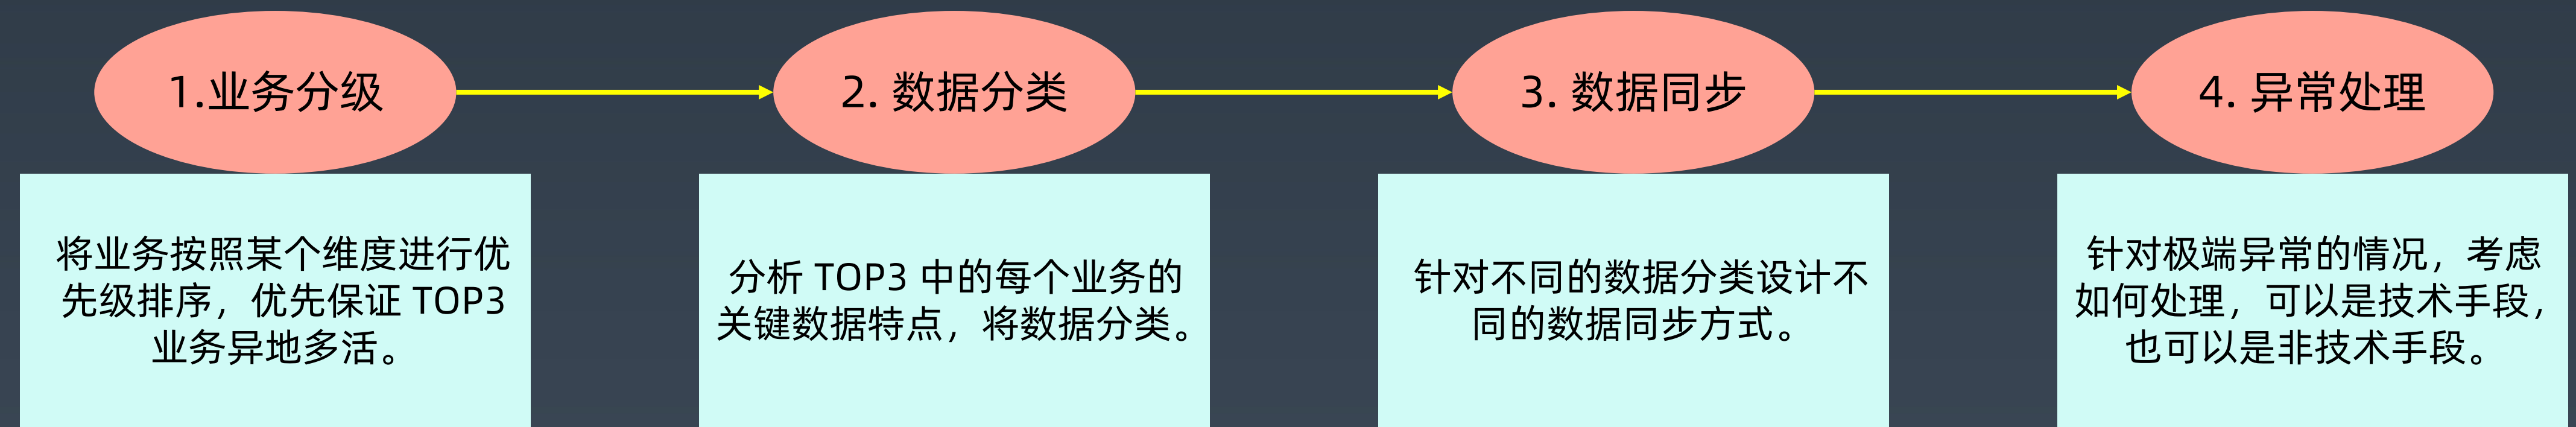 1.业务分级
2. 数据分类
3. 数据同步
4. 异常处理
将业务按照某个维度进行优
先级排序，优先保证 TOP3
业务异地多活。
分析 TOP3 中的每个业务的
关键数据特点，将数据分类。
针对不同的数据分类设计不
同的数据同步方式。
针对极端异常的情况，考虑
如何处理，可以是技术手段，
也可以是非技术手段。